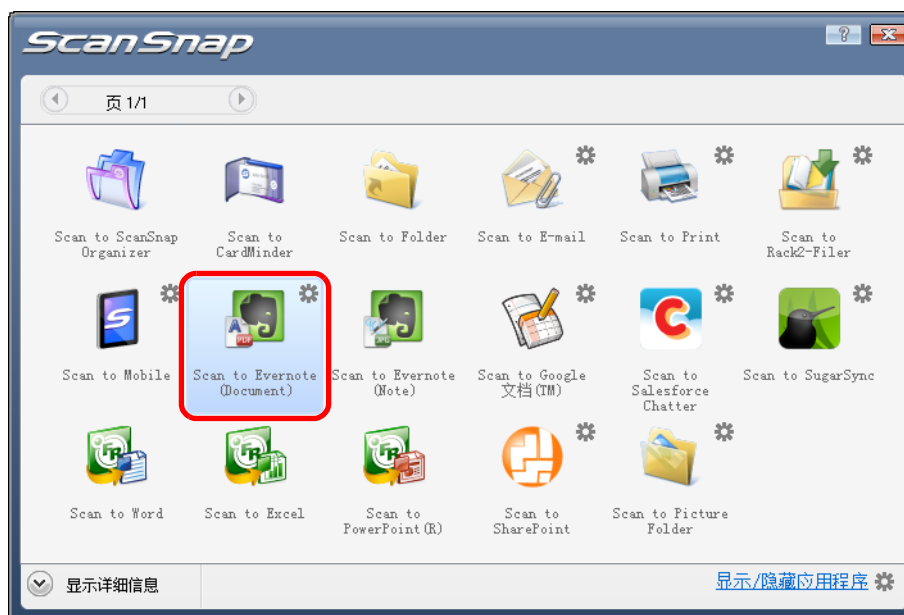 ScanSnap
?
页 1/1
Scan to ScanSnap
Organizer
Scan to
CardMinder
Scan to Folder
Scan to E-mail
Scan to Print
Scan to
Rack2-Filer
Scan to Mobile
Scan to Evernote
(Document)
Scan to Evernote
(Note)
Scan to Google
文档(TM)
Scan to
Salesforce
Chatter
Scan to SugarSync
Scan to Word
Scan to Excel
Scan to
PowerPoint(R)
Scan to
SharePoint
Scan to Picture
Folder
显示详细信息
显示/隐藏应用程序